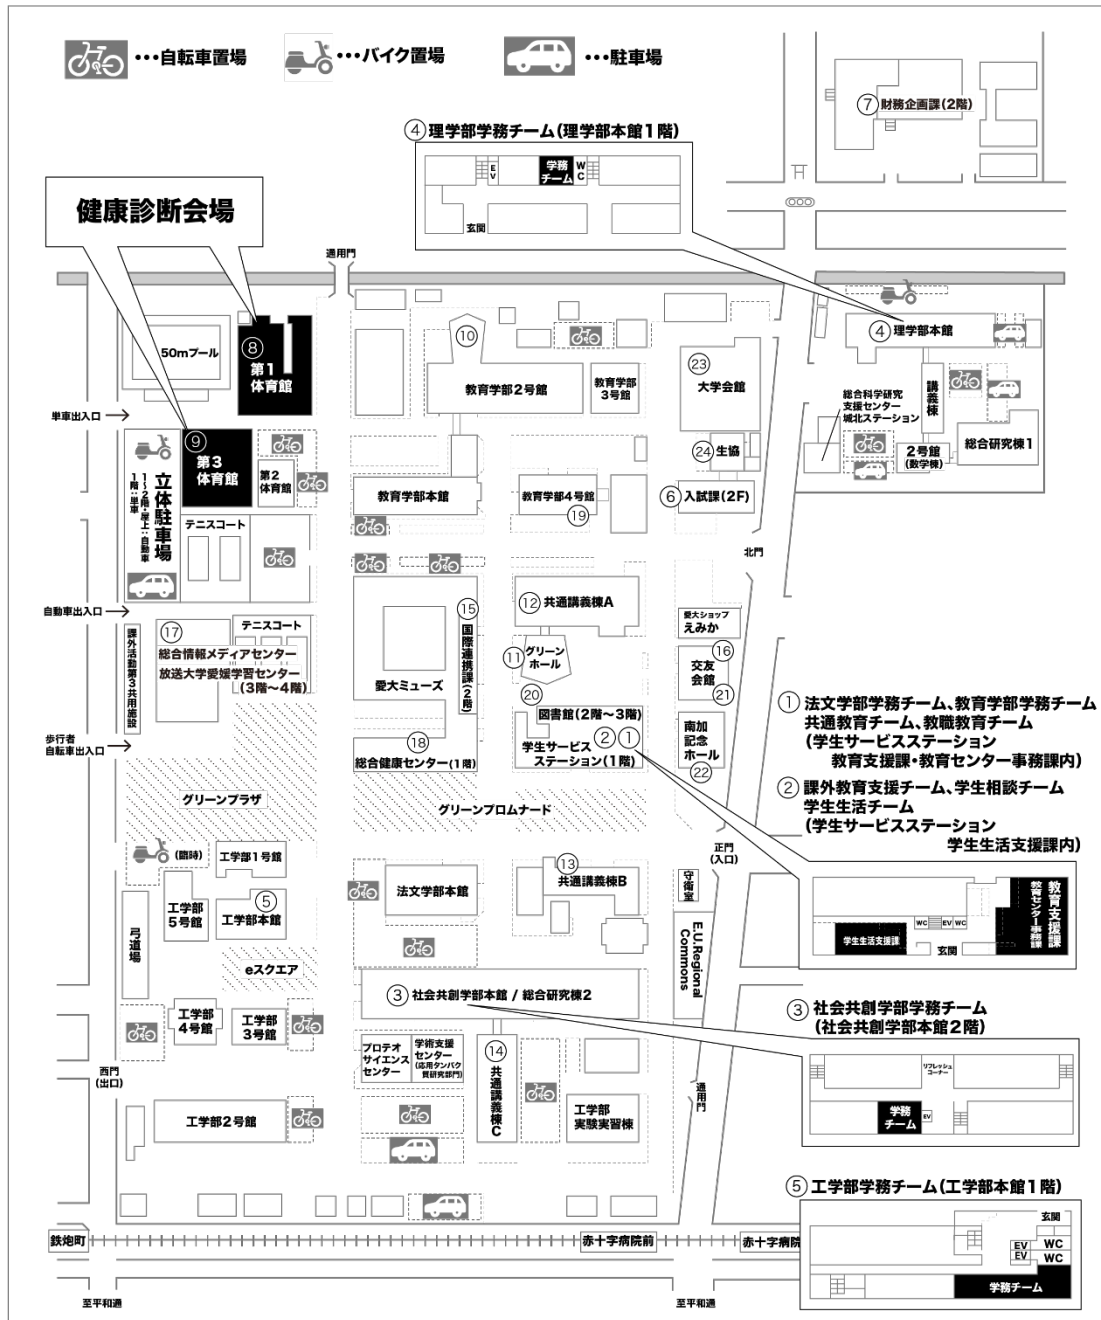 ･･･自転車置場
･･･バイク置場
･･･駐車場
⑦ 財務企画課(2階)
④ 理学部学務チーム(理学部本館1階)
EV
学務
チーム
WC
玄関
健康診断会場
通用門
50mプール
⑧
第1
体育館
単車出入口
⑨
第3
体育館
第2
体育館
立体駐車場
1〜2階・屋上:自動車
1階:単車
テニスコート
自動車出入口
⑩
教育学部2号館
教育学部
3号館
㉓
大学会館
㉔ 生協
⑥ 入試課(2F)
教育学部本館
教育学部4号館
⑲
④ 理学部本館
講義棟
総合科学研究
支援センター
城北ステーション
2号館
(数学棟)
総合研究棟1
北門
⑫ 共通講義棟A
⑮
国際連携課(2階)
愛大ミューズ
⑪ グリーン
ホール
愛大ショップ
えみか
⑯
交友
会館
㉑
課外活動第3共用施設
⑰
総合情報メディアセンター
放送大学愛媛学習センター
(3階〜4階)
テニスコート
歩行者
自転車出入口
⑳
図書館(2階〜3階)
② ①
学生サービス
ステーション(1階)
⑱
総合健康センター(1階)
南加
記念
ホール
㉒
グリーンプラザ
グリーンプロムナード
① 法文学部学務チーム、教育学部学務チーム
共通教育チーム、教職教育チーム
(学生サービスステーション
教育支援課・教育センター事務課内)
② 課外教育支援チーム、学生相談チーム
学生生活チーム
(学生サービスステーション
学生生活支援課内)
正門
(入口)
守衛室
E.U.Regional
Commons
(臨時)
工学部1号館
工学部
5号館
⑤
工学部本館
弓道場
eスクエア
工学部
4号館
工学部
3号館
法文学部本館
⑬
共通講義棟B
学生生活支援課
WC
EV
WC
玄関
教育支援課
教育センター事務課
③ 社会共創学部本館 / 総合研究棟2
③ 社会共創学部学務チーム
(社会共創学部本館2階)
リフレッシュ
コーナー
学務
チーム
EV
プロテオ
サイエンス
センター
学術支援
センター
(応用タンパク
質研究部門)
⑭
共通講義棟C
工学部
実験実習棟
西門
(出口)
通用門
工学部2号館
⑤ 工学部学務チーム(工学部本館1階)
玄関
EV
EV
WC
WC
学務チーム
鉄炮町
赤十字病院前
赤十字病院
至平和通
至平和通